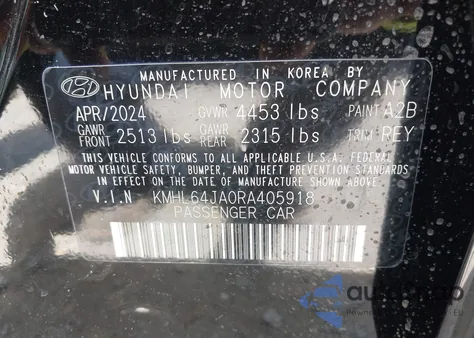 MANUFACTURED IN KOREA BY
HYUNDAI MOTOR COMPANY
APR/2024 GVWR 4453 lbs PAINT A2B
GAWR FRONT 2513 lbs GAWR REAR 2315 lbs TRIM REY
THIS VEHICLE CONFORMS TO ALL APPLICABLE U.S.A. FEDERAL
MOTOR VEHICLE SAFETY, BUMPER, AND THEFT PREVENTION STANDARDS
IN EFFECT ON THE DATE OF MANUFACTURE SHOWN ABOVE.
V.I.N KMHL64JA0RA405918
PASSENGER CAR